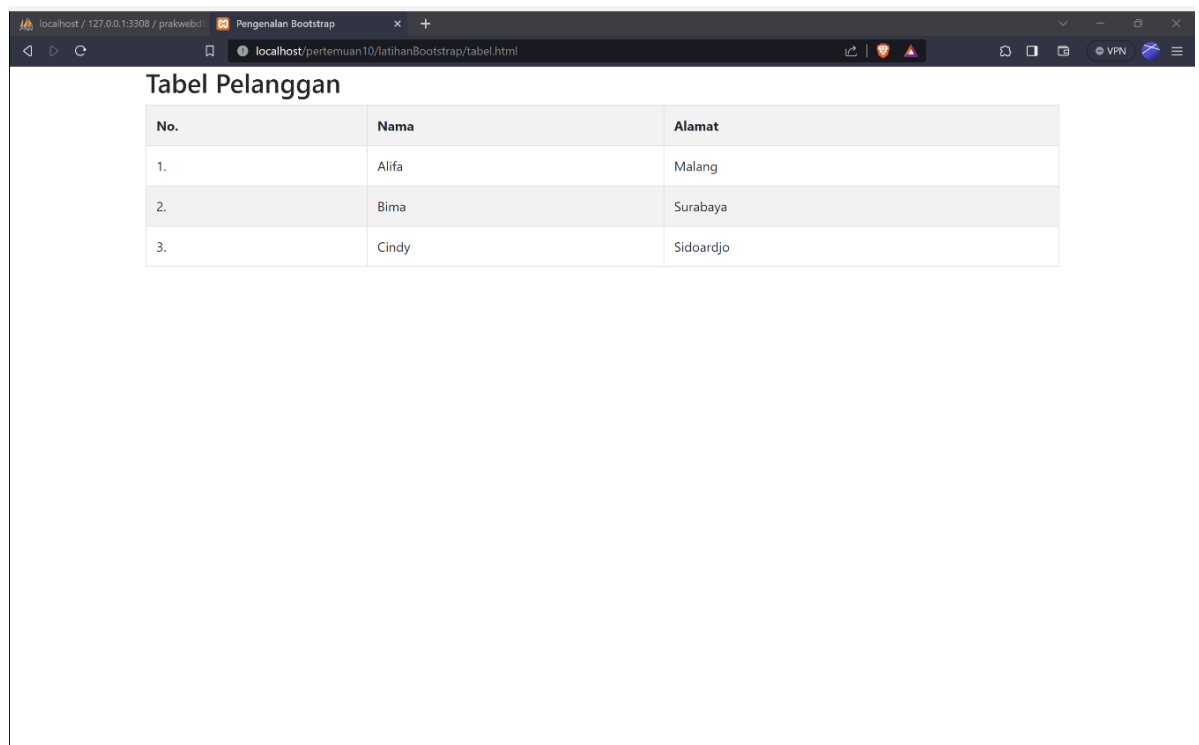 localhost / 127.0.0.1:3308 / prakwebd
Pengenalan Bootstrap
localhost/pertemuan10/latihanBootstrap/tabel.html
VPN
Tabel Pelanggan
No. Nama Alamat
1. Alifa Malang
2. Bima Surabaya
3. Cindy Sidoardjo